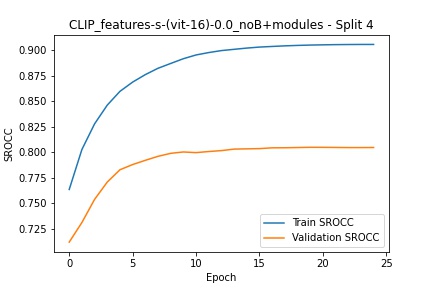 CLIP_features-s-(vit-16)-0.0_noB+modules - Split 4
SROCC
0.900
0.875
0.850
0.825
0.800
0.775
0.750
0.725
Train SROCC
Validation SROCC
0 5 10 15 20 25
Epoch